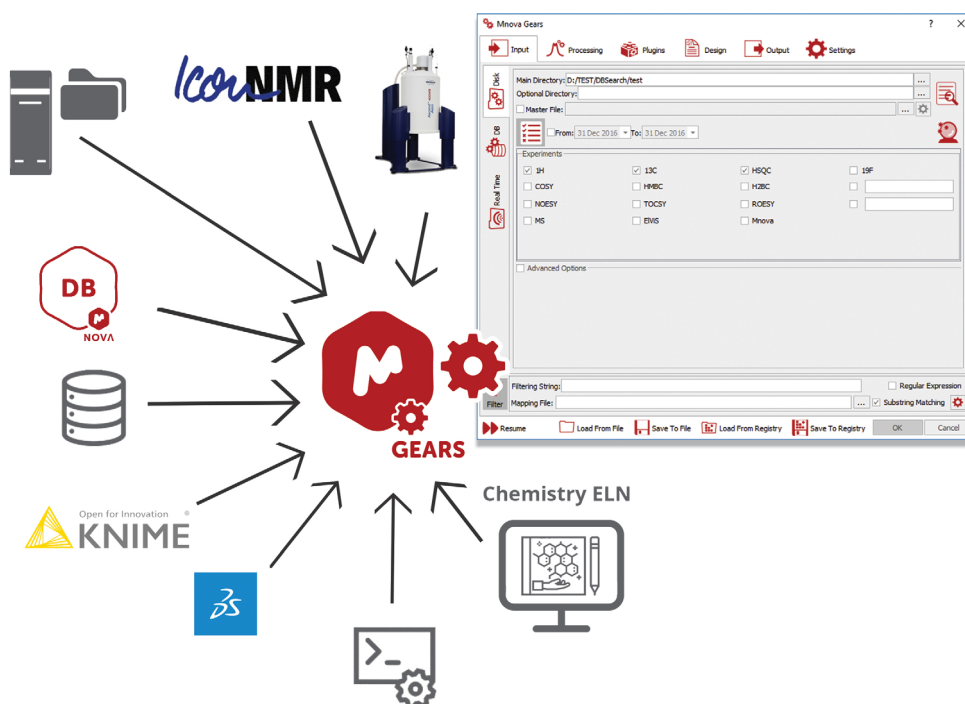 IconNMR
Mnova Gears
?
Input
Processing
Plugins
Design
Output
Settings
Disk
DB
Real Time
Main Directory: D:/TEST/DBSearch/test
...
Optional Directory:
...
Master File:
...
From: 31 Dec 2016 To: 31 Dec 2016
Experiments
1H 13C HSQC 19F
COSY HMBC H2BC
NOESY TOCSY ROESY
MS ElViS Mnova
Advanced Options
Filter
Filtering String:
Regular Expression
Mapping File:
...
Substring Matching
Resume
Load From File
Save To File
Load From Registry
Save To Registry
OK
Cancel
DB
NOVA
GEARS
Open for Innovation
KNIME
®
Chemistry ELN